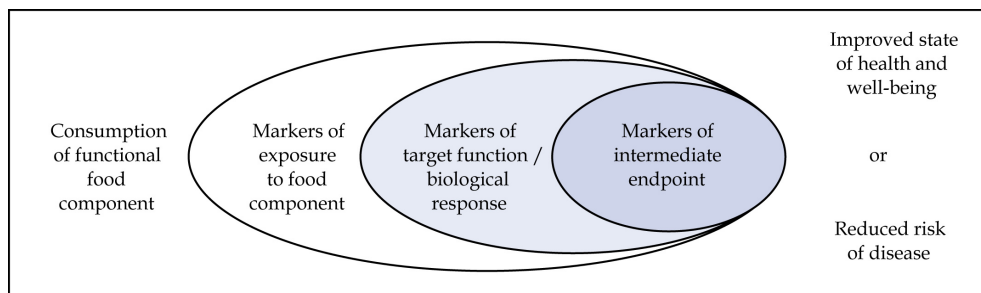 Consumption
of functional
food
component
Markers of
exposure
to food
component
Markers of
target function /
biological
response
Markers of
intermediate
endpoint
Improved state
of health and
well-being
or
Reduced risk
of disease